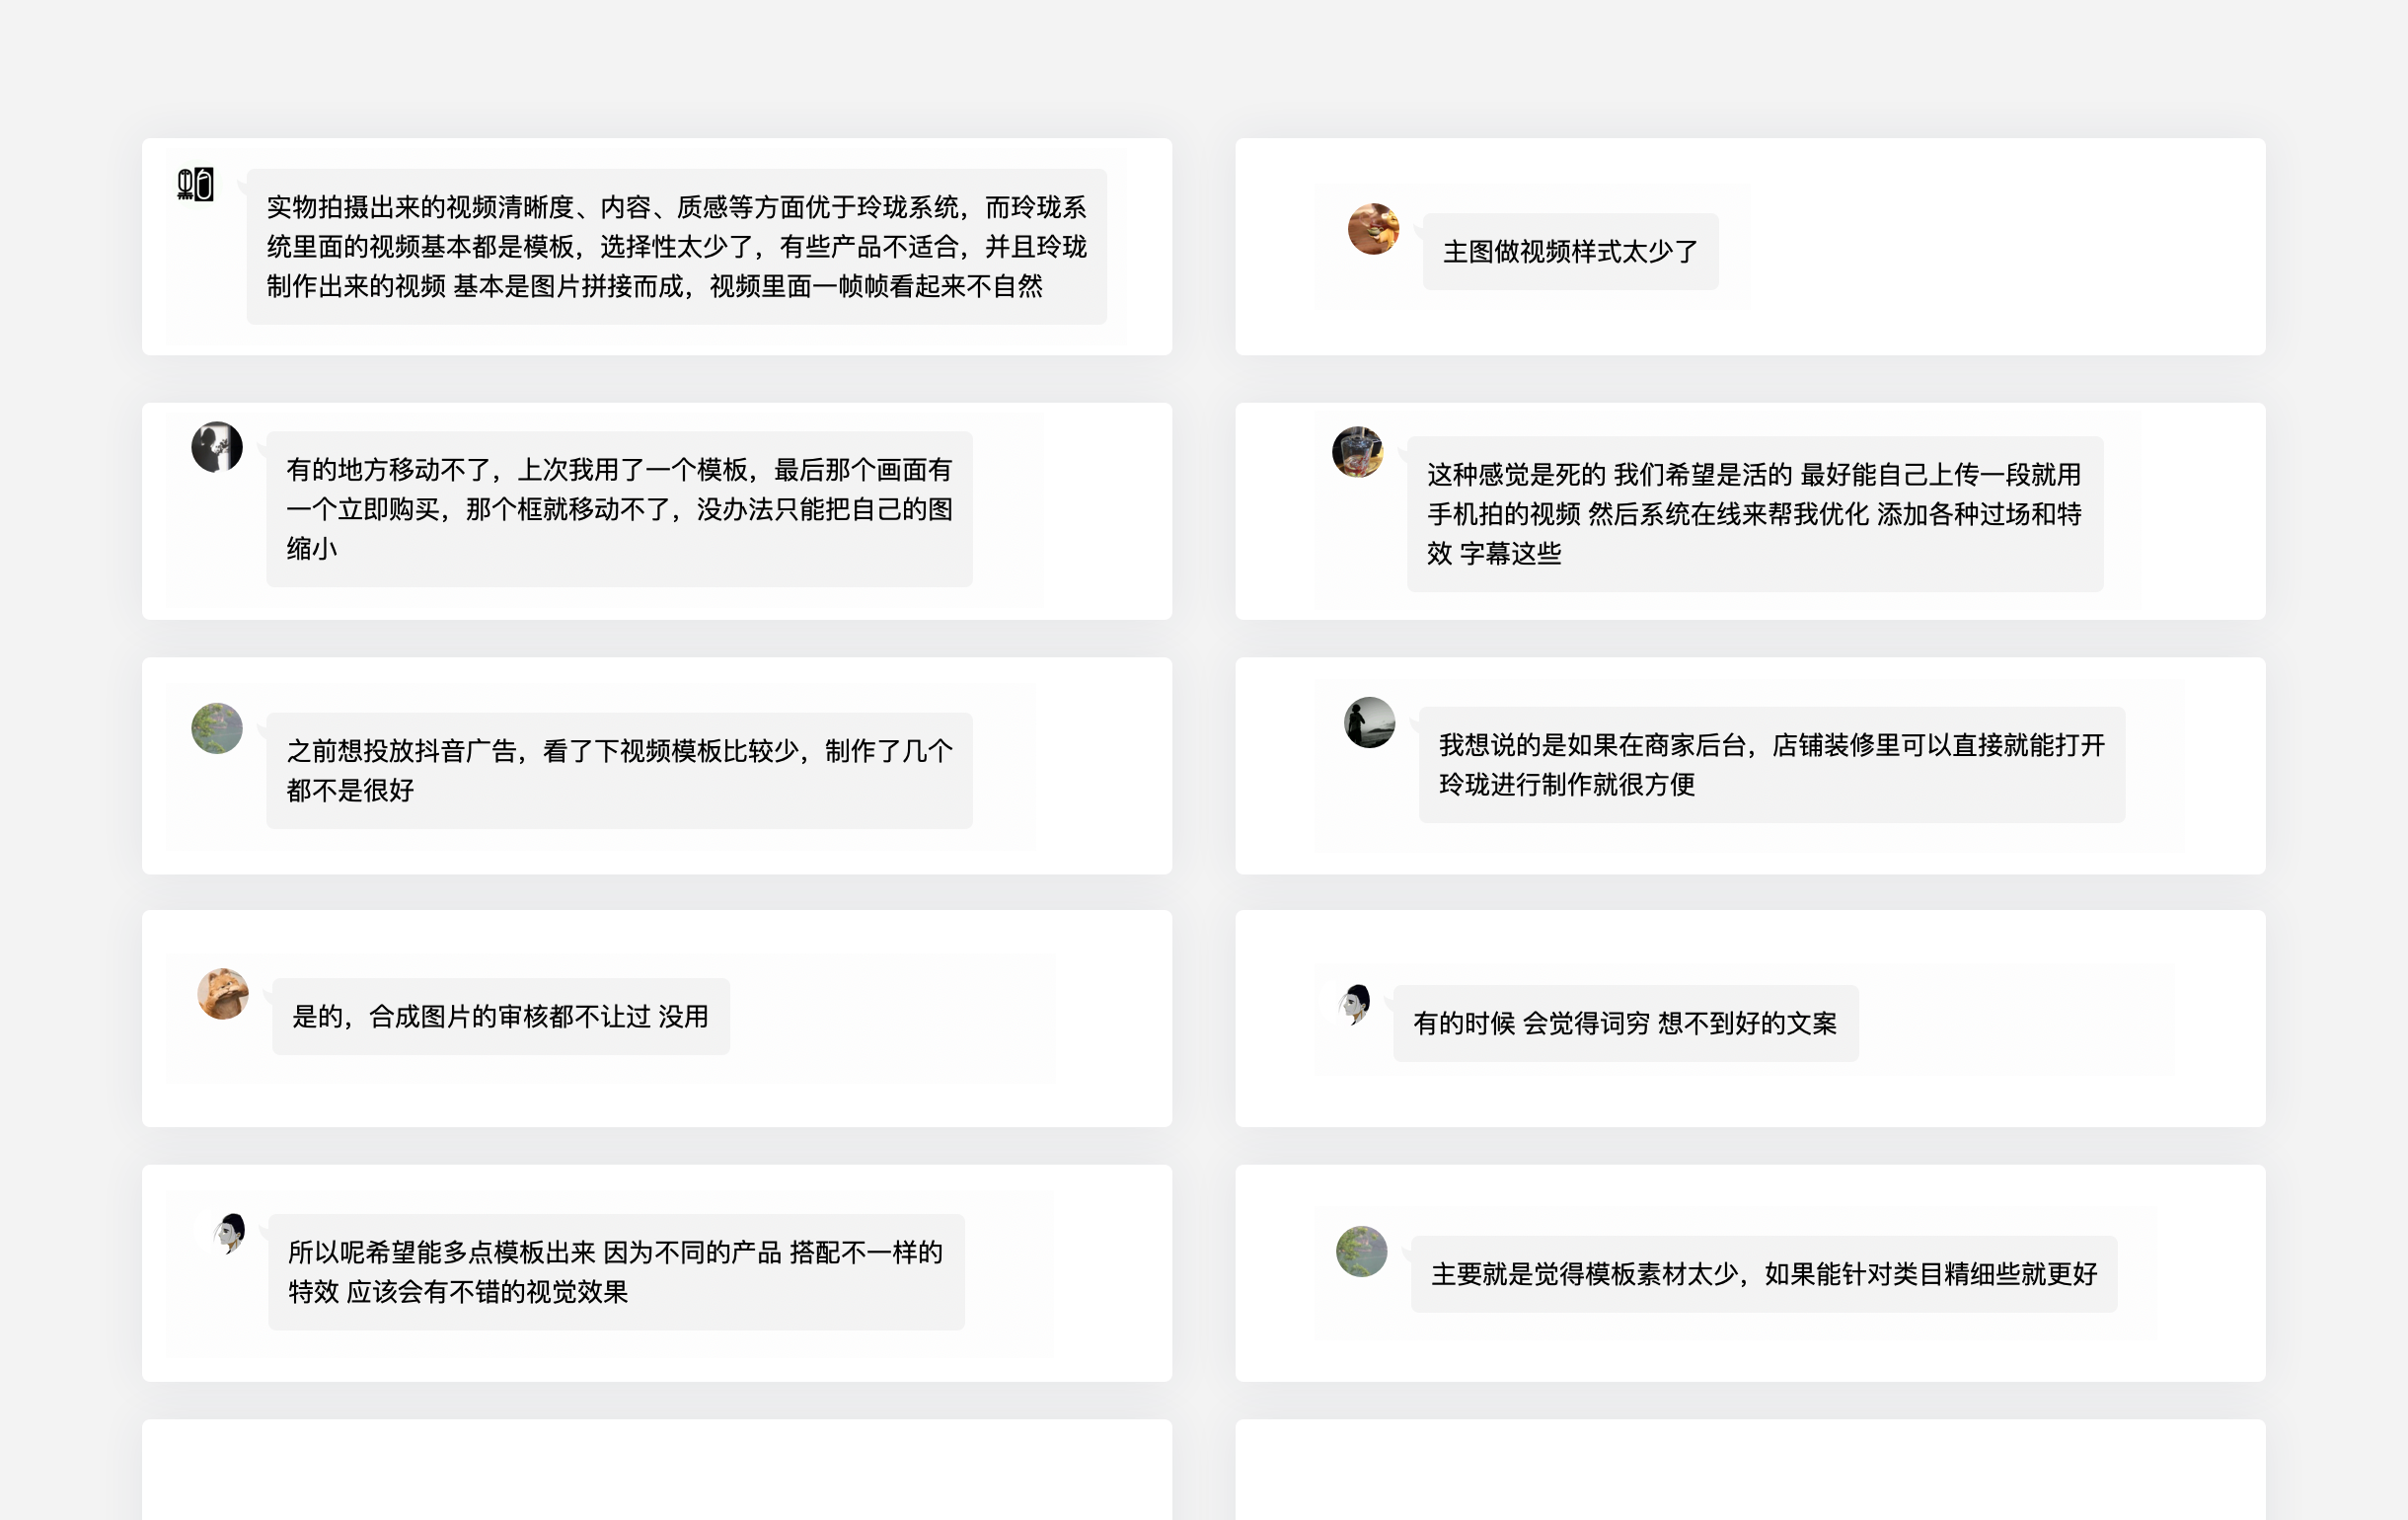 实物拍摄出来的视频清晰度、内容、质感等方面优于玲珑系统，而玲珑系
统里面的视频基本都是模板，选择性太少了，有些产品不适合，并且玲珑
制作出来的视频 基本是图片拼接而成，视频里面一帧帧看起来不自然
主图做视频样式太少了
有的地方移动不了，上次我用了一个模板，最后那个画面有
一个立即购买，那个框就移动不了，没办法只能把自己的图
缩小
这种感觉是死的 我们希望是活的 最好能自己上传一段就用
手机拍的视频 然后系统在线来帮我优化 添加各种过场和特
效 字幕这些
之前想投放抖音广告，看了下视频模板比较少，制作了几个
都不是很好
我想说的是如果在商家后台，店铺装修里可以直接就能打开
玲珑进行制作就很方便
是的，合成图片的审核都不让过 没用
有的时候 会觉得词穷 想不到好的文案
所以呢希望能多点模板出来 因为不同的产品 搭配不一样的
特效 应该会有不错的视觉效果
主要就是觉得模板素材太少，如果能针对类目精细些就更好